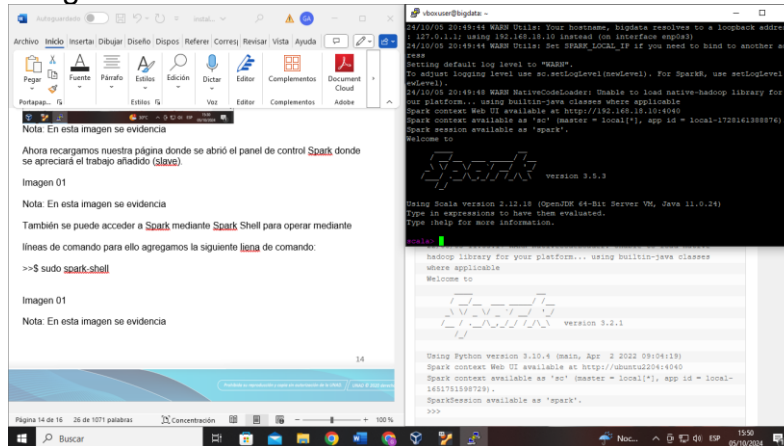 Autoguardado
instal...
GA
Archivo Inicio Insertar Dibujar Diseño Dispos Referer Corresp Revisar Vista Ayuda
Pegar
Fuente
Párrafo
Estilos
Edición
Dictar
Editor
Complementos
Document Cloud
Portapap...
Estilos
Voz
Editor
Complementos
Adobe
Nota: En esta imagen se evidencia
Ahora recargamos nuestra página donde se abrió el panel de control Spark donde
se apreciará el trabajo añadido (slave).
Imagen 01
Nota: En esta imagen se evidencia
También se puede acceder a Spark mediante Spark Shell para operar mediante
líneas de comando para ello agregamos la siguiente liena de comando:
>>$ sudo spark-shell
Imagen 01
Nota: En esta imagen se evidencia
14
Página 14 de 16 26 de 1071 palabras
Concentración
100 %
vboxuser@bigdata: ~
24/10/05 20:49:44 WARN Utils: Your hostname, bigdata resolves to a loopback addres
: 127.0.1.1; using 192.168.18.10 instead (on interface enp0s3)
24/10/05 20:49:44 WARN Utils: Set SPARK_LOCAL_IP if you need to bind to another ad
ress
Setting default log level to "WARN".
To adjust logging level use sc.setLogLevel(newLevel). For SparkR, use setLogLevel(
ewLevel).
24/10/05 20:49:48 WARN NativeCodeLoader: Unable to load native-hadoop library for
our platform... using builtin-java classes where applicable
Spark context Web UI available at http://192.168.18.10:4040
Spark context available as 'sc' (master = local[*], app id = local-1728161388876)
Spark session available as 'spark'.
Welcome to
Spark
version 3.5.3
Using Scala version 2.12.18 (OpenJDK 64-Bit Server VM, Java 11.0.24)
Type in expressions to have them evaluated.
Type :help for more information.
scala>
hadoop library for your platform... using builtin-java classes
where applicable
Welcome to
Spark
version 3.2.1
Using Python version 3.10.4 (main, Apr 2 2022 09:04:19)
Spark context Web UI available at http://ubuntu2204:4040
Spark context available as 'sc' (master = local[*], app id = local-
1651751598729).
SparkSession available as 'spark'.
>>>
Buscar
Noc...
ESP
15:50
05/10/2024